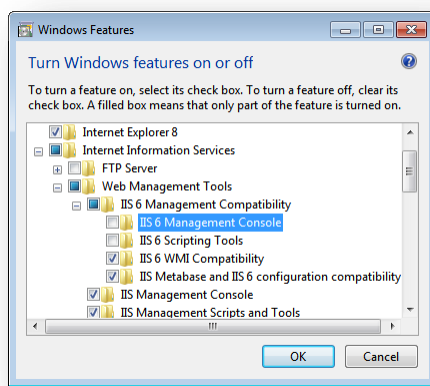 Windows Features
Turn Windows features on or off
To turn a feature on, select its check box. To turn a feature off, clear its
check box. A filled box means that only part of the feature is turned on.
Internet Explorer 8
Internet Information Services
FTP Server
Web Management Tools
IIS 6 Management Compatibility
IIS 6 Management Console
IIS 6 Scripting Tools
IIS 6 WMI Compatibility
IIS Metabase and IIS 6 configuration compatibility
IIS Management Console
IIS Management Scripts and Tools
OK Cancel